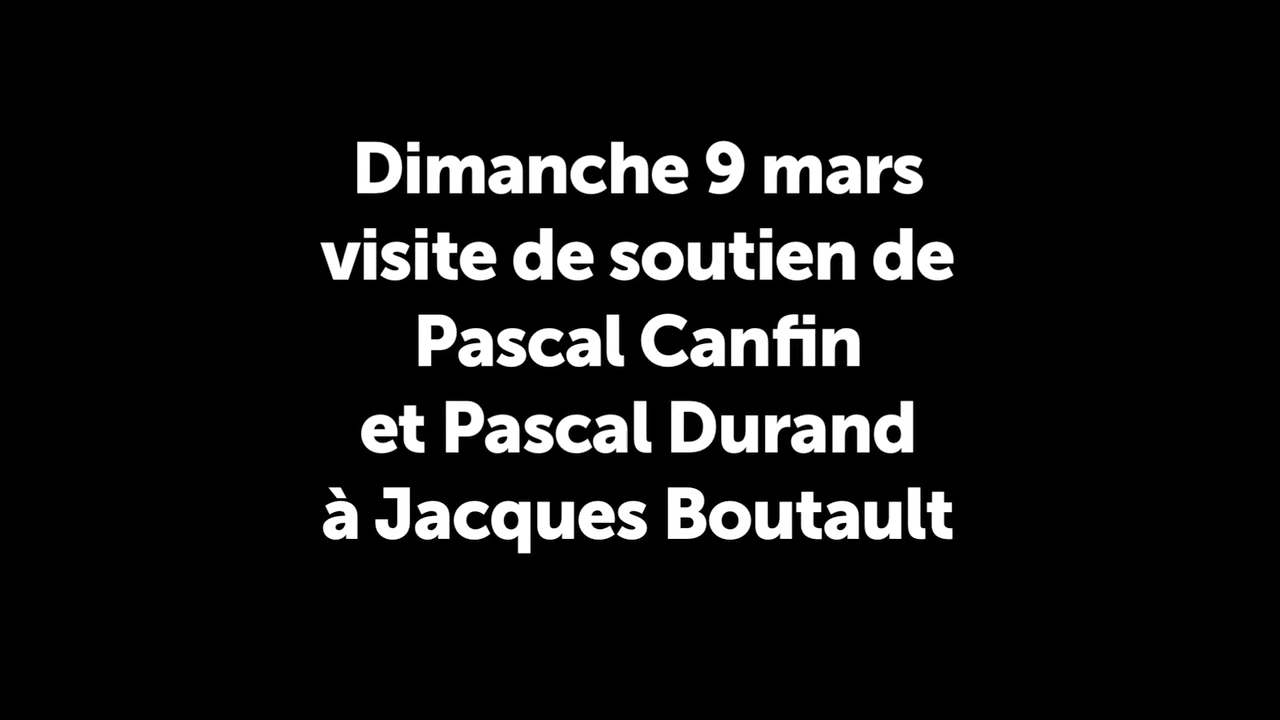 Dimanche 9 mars
visite de soutien de
Pascal Canfin
et Pascal Durand
à Jacques Boutault